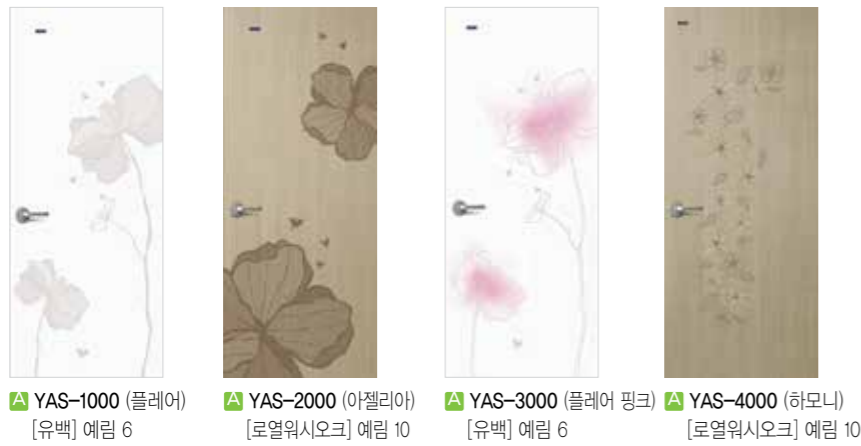 A YAS-1000 (플레어)
[유백] 예림 6
A YAS-2000 (아젤리아)
[로열워시오크] 예림 10
A YAS-3000 (플레어 핑크)
[유백] 예림 6
A YAS-4000 (하모니)
[로열워시오크] 예림 10